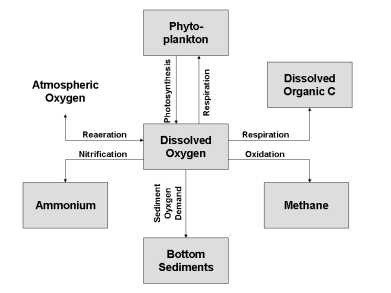 Phyto-
plankton
Photosynthesis
Respiration
Atmospheric
Oxygen
Dissolved
Organic C
Reaeration
Dissolved
Oxygen
Respiration
Nitrification
Oxidation
Ammonium
Sediment
Oyxgen
Demand
Methane
Bottom
Sediments